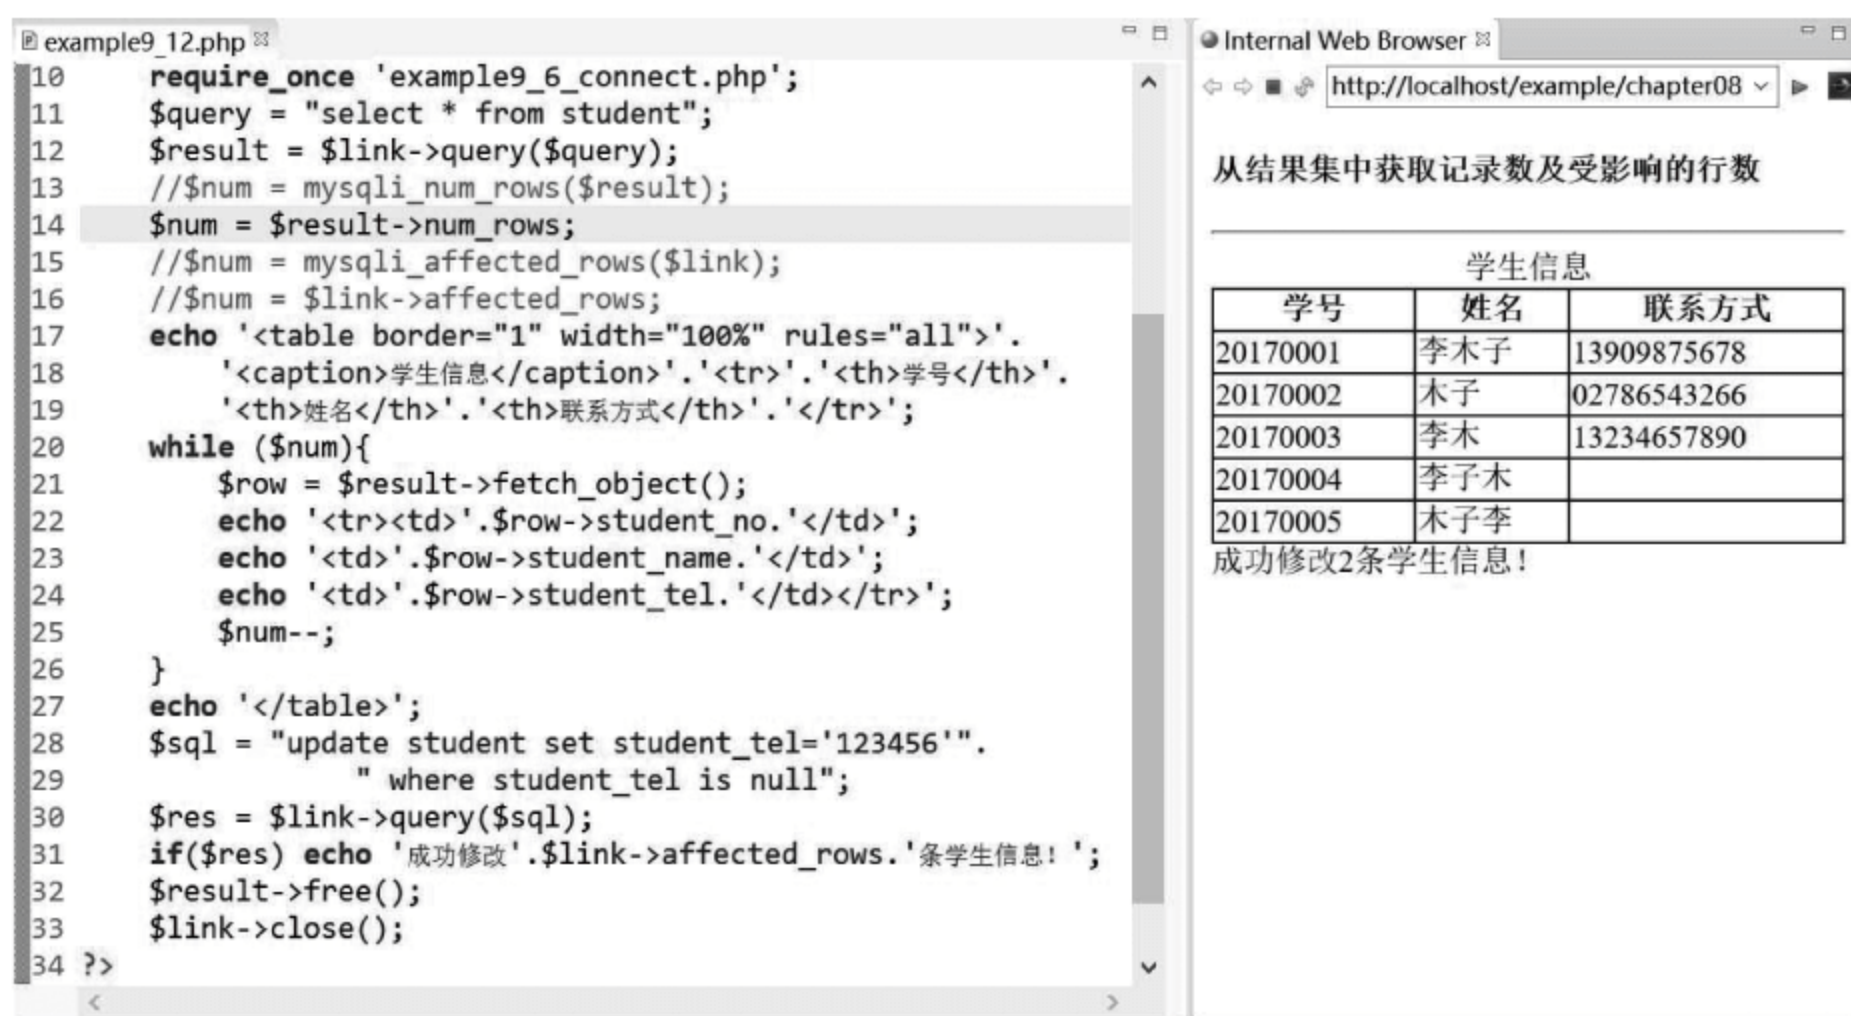 example9_12.php
10 require_once 'example9_6_connect.php';
11 $query = "select * from student";
12 $result = $link->query($query);
13 //$num = mysqli_num_rows($result);
14 $num = $result->num_rows;
15 //$num = mysqli_affected_rows($link);
16 //$num = $link->affected_rows;
17 echo '<table border="1" width="100%" rules="all">'.
18 '<caption>学生信息</caption>'.'<tr>'.'<th>学号</th>'.
19 '<th>姓名</th>'.'<th>联系方式</th>'.'</tr>';
20 while ($num){
21 $row = $result->fetch_object();
22 echo '<tr><td>'.$row->student_no.'</td>';
23 echo '<td>'.$row->student_name.'</td>';
24 echo '<td>'.$row->student_tel.'</td></tr>';
25 $num--;
26 }
27 echo '</table>';
28 $sql = "update student set student_tel='123456'".
29 " where student_tel is null";
30 $res = $link->query($sql);
31 if($res) echo '成功修改'.$link->affected_rows.'条学生信息！';
32 $result->free();
33 $link->close();
34 ?>
Internal Web Browser
http://localhost/example/chapter08
从结果集中获取记录数及受影响的行数
学生信息
学号 姓名 联系方式
20170001 李木子 13909875678
20170002 木子 02786543266
20170003 李木 13234657890
20170004 李子木
20170005 木子李
成功修改2条学生信息！